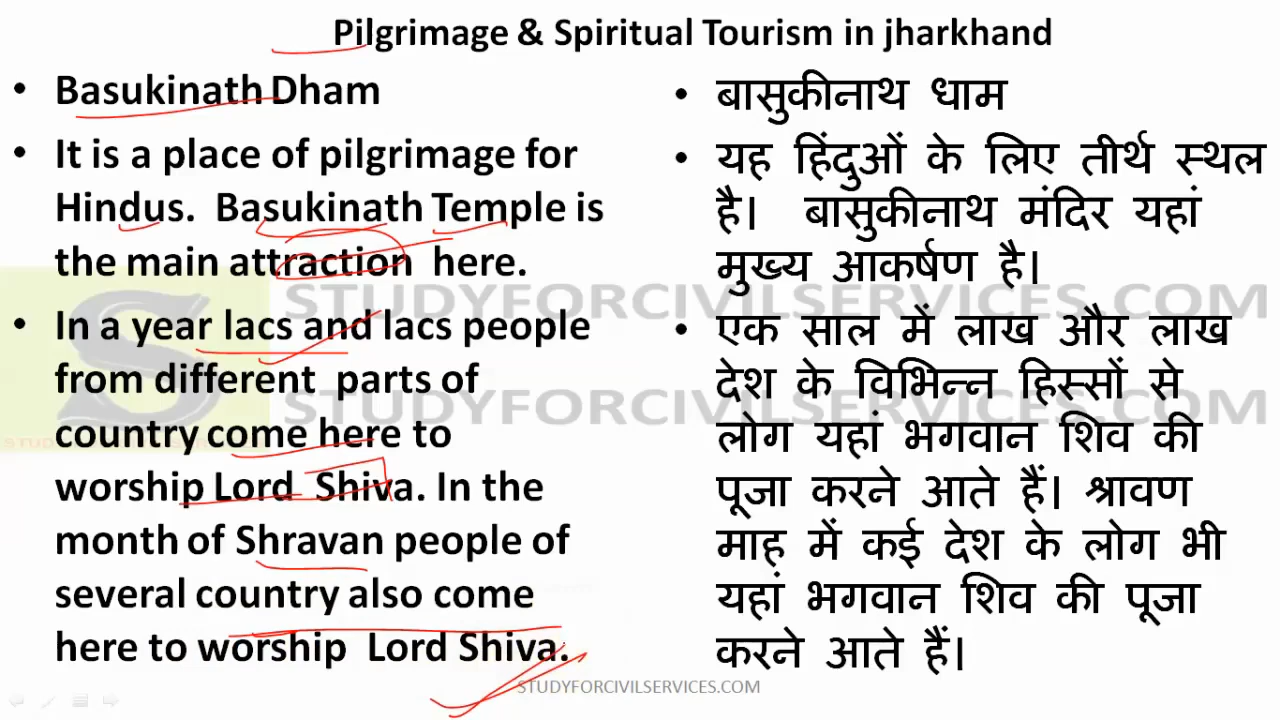 Pilgrimage & Spiritual Tourism in jharkhand
• Basukinath Dham
• It is a place of pilgrimage for
Hindus. Basukinath Temple is
the main attraction here.
• In a year lacs and lacs people
from different parts of
country come here to
worship Lord Shiva. In the
month of Shravan people of
several country also come
here to worship Lord Shiva.
• बासुकीनाथ धाम
• यह हिंदुओं के लिए तीर्थ स्थल
है। बासुकीनाथ मंदिर यहां
मुख्य आकर्षण है।
• एक साल में लाख और लाख
देश के विभिन्न हिस्सों से
लोग यहां भगवान शिव की
पूजा करने आते हैं। श्रावण
माह में कई देश के लोग भी
यहां भगवान शिव की पूजा
करने आते हैं।
STUDYFORCIVILSERVICES.COM
STUDYFORCIVILSERVICES.COM
STUDYFORCIVILSERVICES.COM